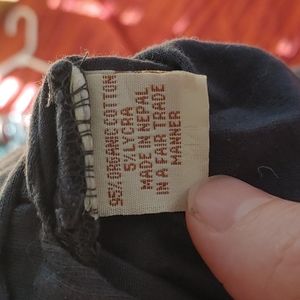 95% ORGANIC COTTON
5% LYCRA
MADE IN NEPAL
IN A FAIR TRADE
MANNER